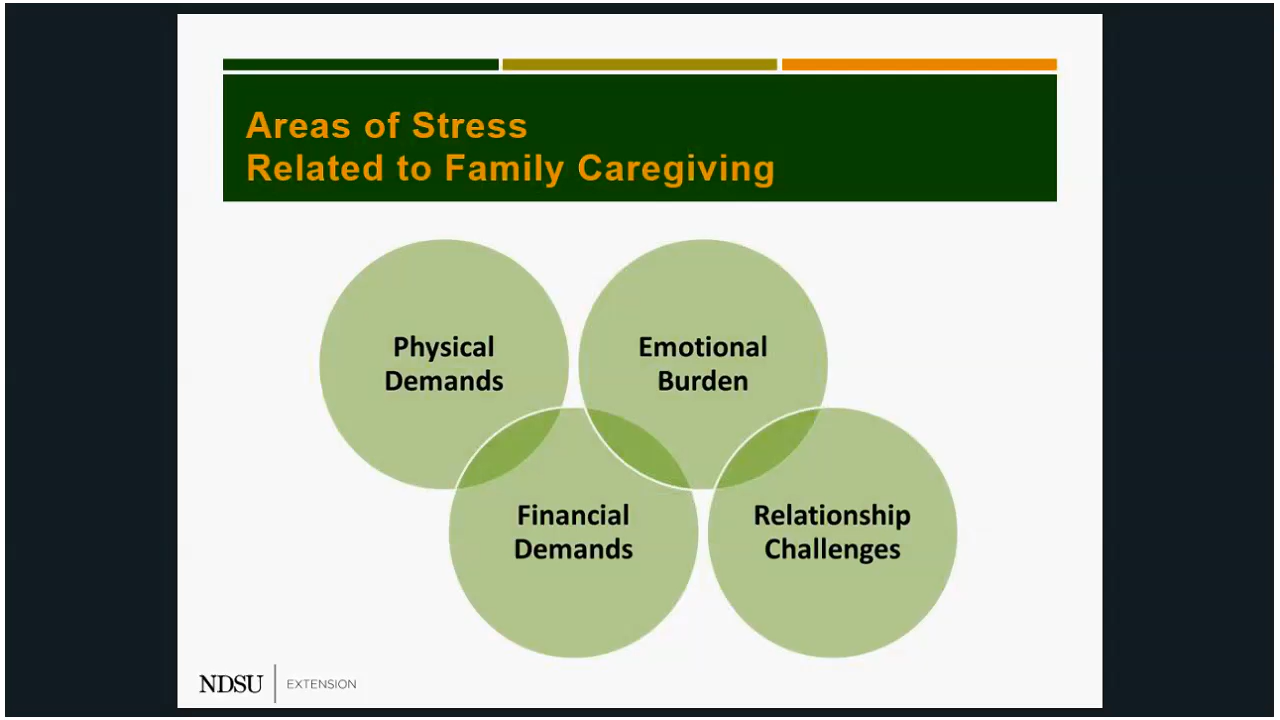 Areas of Stress
Related to Family Caregiving
Physical
Demands
Emotional
Burden
Financial
Demands
Relationship
Challenges
NDSU
EXTENSION